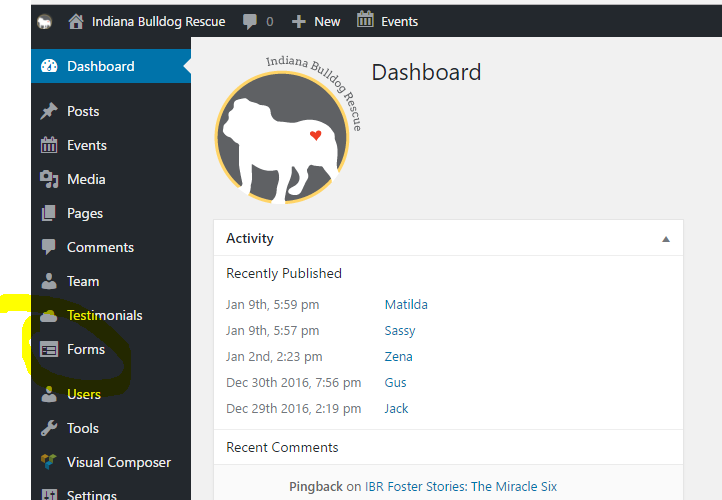 Indiana Bulldog Rescue 0 New Events
Dashboard
Posts
Events
Media
Pages
Comments
Team
Testimonials
Forms
Users
Tools
Visual Composer
Settings
Indiana Bulldog Rescue
Dashboard
Activity
Recently Published
Jan 9th, 5:59 pm Matilda
Jan 9th, 5:57 pm Sassy
Jan 2nd, 2:23 pm Zena
Dec 30th 2016, 7:56 pm Gus
Dec 29th 2016, 2:19 pm Jack
Recent Comments
Pingback on IBR Foster Stories: The Miracle Six